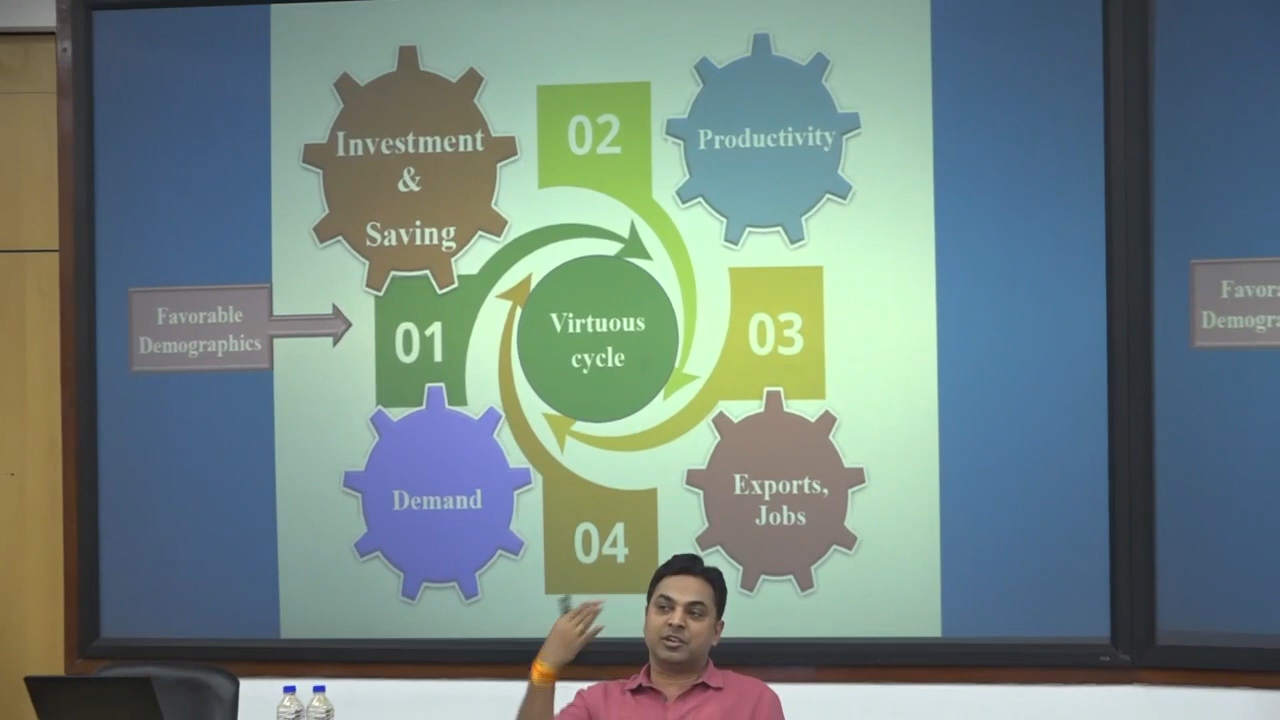 Investment
&
Saving
02
Productivity
Favorable
Demographics
01
Virtuous
cycle
03
Demand
04
Exports,
Jobs
Favora
Demogra